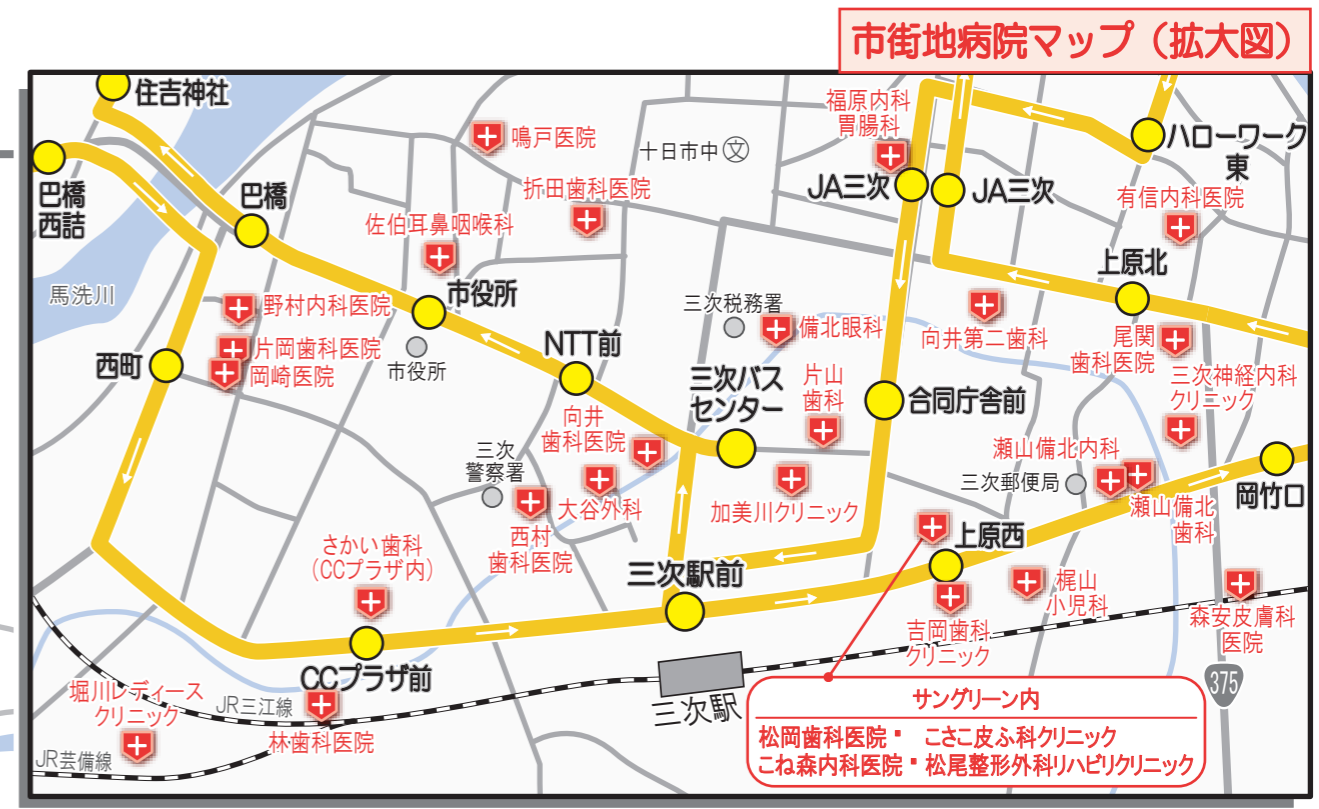 市街地病院マップ（拡大図）
住吉神社
巴橋
西詰
巴橋
馬洗川
鳴戸医院
折田歯科医院
佐伯耳鼻咽喉科
十日市中
文
福原内科
胃腸科
JA三次
JA三次
ハローワーク
東
有信内科医院
上原北
野村内科医院
片岡歯科医院
岡崎医院
西町
市役所
市役所
NTT前
三次税務署
備北眼科
向井第二歯科
尾関
歯科医院
三次神経内科
クリニック
三次バス
センター
片山
歯科
合同庁舎前
向井
歯科医院
三次
警察署
大谷外科
西村
歯科医院
加美川クリニック
瀬山備北内科
三次郵便局
瀬山備北
歯科
岡竹口
さかい歯科
（CCプラザ内）
三次駅前
上原西
梶山
小児科
吉岡歯科
クリニック
森安皮膚科
医院
375
CCプラザ前
堀川レディース
クリニック
JR三江線
林歯科医院
JR芸備線
三次駅
サングリーン内
松岡歯科医院・ こさこ皮ふ科クリニック
こね森内科医院・松尾整形外科リハビリクリニック